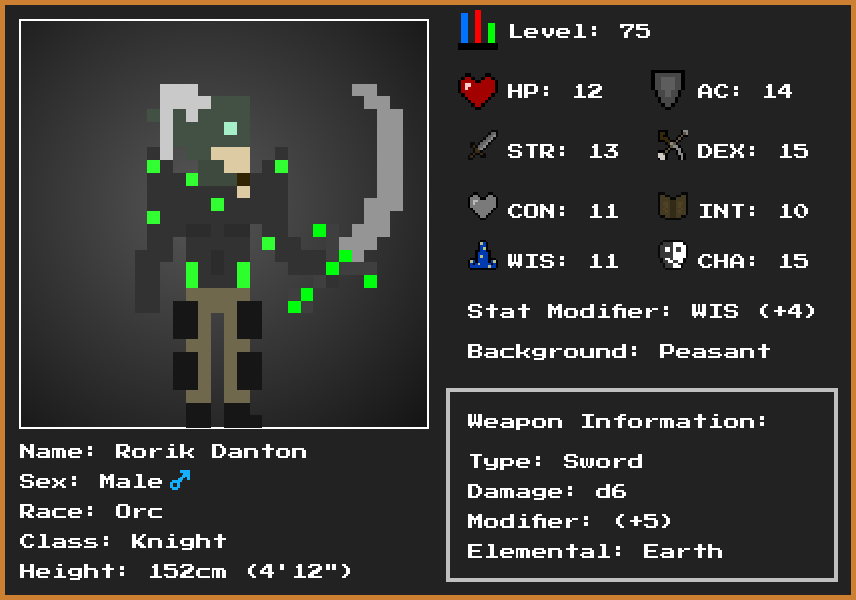 Level: 75
HP: 12
AC: 14
STR: 13
DEX: 15
CON: 11
INT: 10
WIS: 11
CHA: 15
Stat Modifier: WIS (+4)
Background: Peasant
Weapon Information:
Type: Sword
Damage: d6
Modifier: (+5)
Elemental: Earth
Name: Rorik Danton
Sex: Male♂
Race: Orc
Class: Knight
Height: 152cm (4'12")